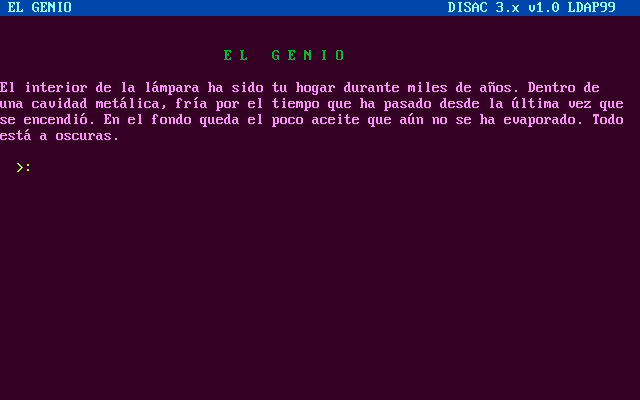 EL GENIO DISAC 3.x v1.0 LDAP99
E L G E N I O
El interior de la lámpara ha sido tu hogar durante miles de años. Dentro de
una cavidad metálica, fría por el tiempo que ha pasado desde la última vez que
se encendió. En el fondo queda el poco aceite que aún no se ha evaporado. Todo
está a oscuras.
>: